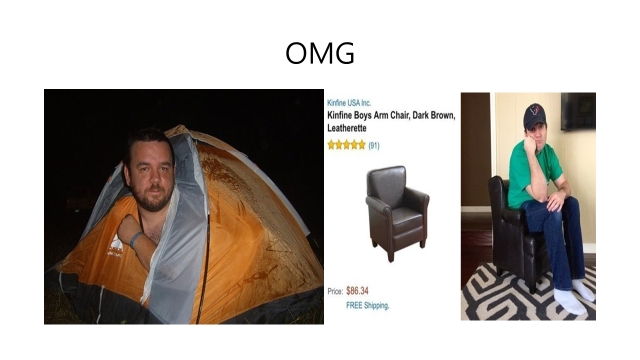 OMG
Kinfine USA Inc.
Kinfine Boys Arm Chair, Dark Brown,
Leatherette
(91)
Price: $86.34
FREE Shipping.